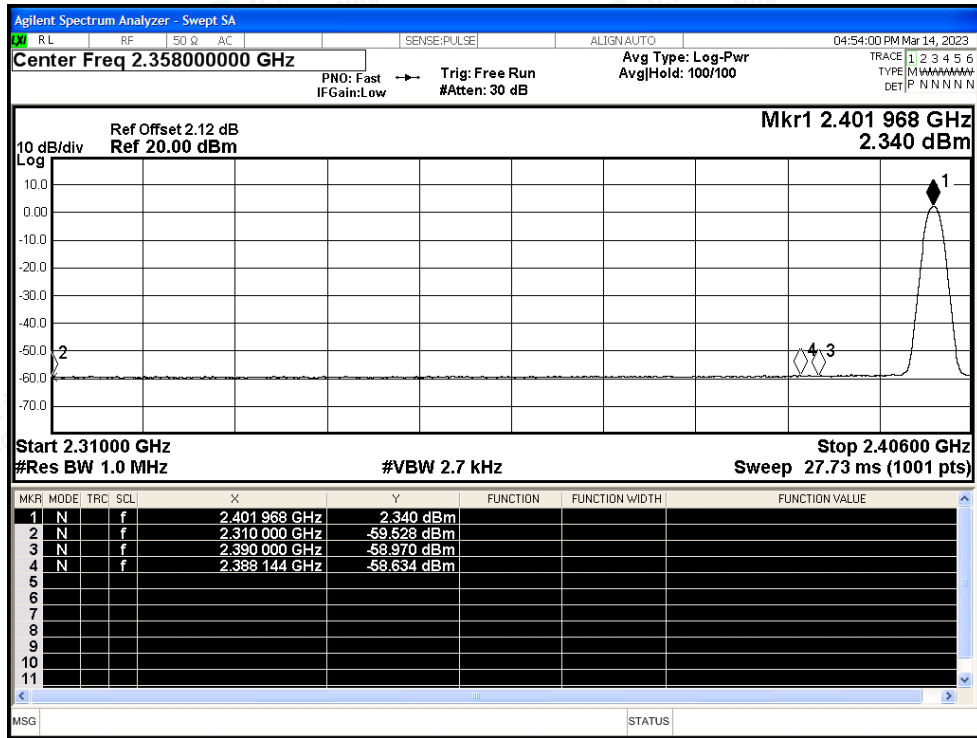 Agilent Spectrum Analyzer - Swept SA
LXI RL RF 50 Ω AC SENSE:PULSE ALIGN AUTO 04:54:00 PM Mar 14, 2023
Center Freq 2.358000000 GHz Avg Type: Log-Pwr TRACE 1 2 3 4 5 6
PNO: Fast Trig: Free Run Avg|Hold: 100/100 TYPE M
IFGain:Low #Atten: 30 dB DET P N N N N N
Mkr1 2.401 968 GHz
Ref Offset 2.12 dB 2.340 dBm
10 dB/div Ref 20.00 dBm
Log
1
10.0
0.00
-10.0
-20.0
-30.0
-40.0
-50.0 2 4 3
-60.0
-70.0
Start 2.31000 GHz Stop 2.40600 GHz
#Res BW 1.0 MHz #VBW 2.7 kHz Sweep 27.73 ms (1001 pts)
MKR MODE TRC SCL X Y FUNCTION FUNCTION WIDTH FUNCTION VALUE
1 N f 2.401 968 GHz 2.340 dBm
2 N f 2.310 000 GHz -59.528 dBm
3 N f 2.390 000 GHz -58.970 dBm
4 N f 2.388 144 GHz -58.634 dBm
5
6
7
8
9
10
11
MSG STATUS